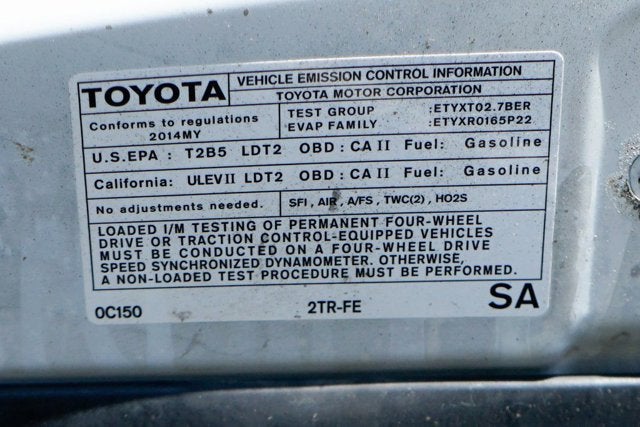 TOYOTA
VEHICLE EMISSION CONTROL INFORMATION
TOYOTA MOTOR CORPORATION
Conforms to regulations
2014MY
TEST GROUP :ETYXT02.7BER
EVAP FAMILY :ETYXR0165P22
U.S.EPA : T2B5 LDT2 OBD : CA II Fuel: Gasoline
California: ULEVII LDT2 OBD : CA II Fuel: Gasoline
No adjustments needed.
SFI , AIR , A/FS , TWC(2) , HO2S
LOADED I/M TESTING OF PERMANENT FOUR-WHEEL
DRIVE OR TRACTION CONTROL-EQUIPPED VEHICLES
MUST BE CONDUCTED ON A FOUR-WHEEL DRIVE
SPEED SYNCHRONIZED DYNAMOMETER. OTHERWISE,
A NON-LOADED TEST PROCEDURE MUST BE PERFORMED.
0C150 2TR-FE SA